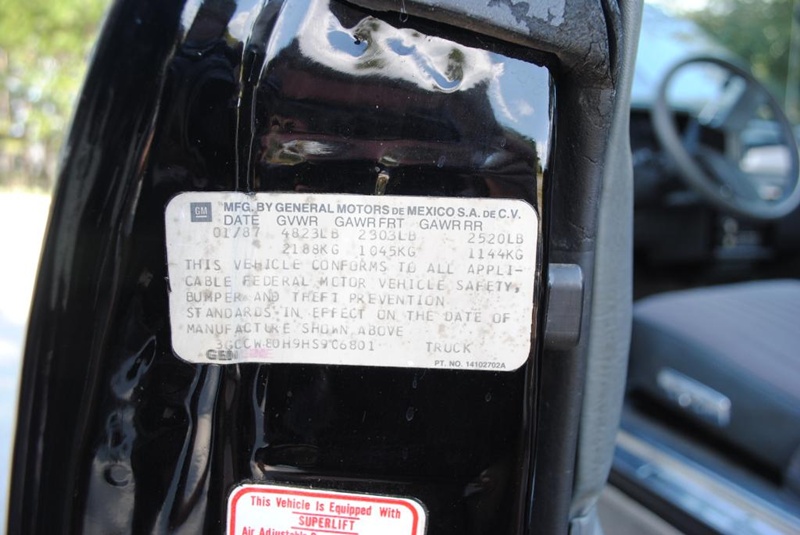 GM
MFG. BY GENERAL MOTORS DE MEXICO S.A. DE C.V.
DATE GVWR GAWR FRT GAWR RR
01/87 4823LB 2303LB 2520LB
2188KG 1045KG 1144KG
THIS VEHICLE CONFORMS TO ALL APPLI-
CABLE FEDERAL MOTOR VEHICLE SAFETY,
BUMPER AND THEFT PREVENTION
STANDARDS IN EFFECT ON THE DATE OF
MANUFACTURE SHOWN ABOVE
TRUCK
PT. NO. 14102702A
This Vehicle Is Equipped With
SUPERLIFT
Air Adjustable